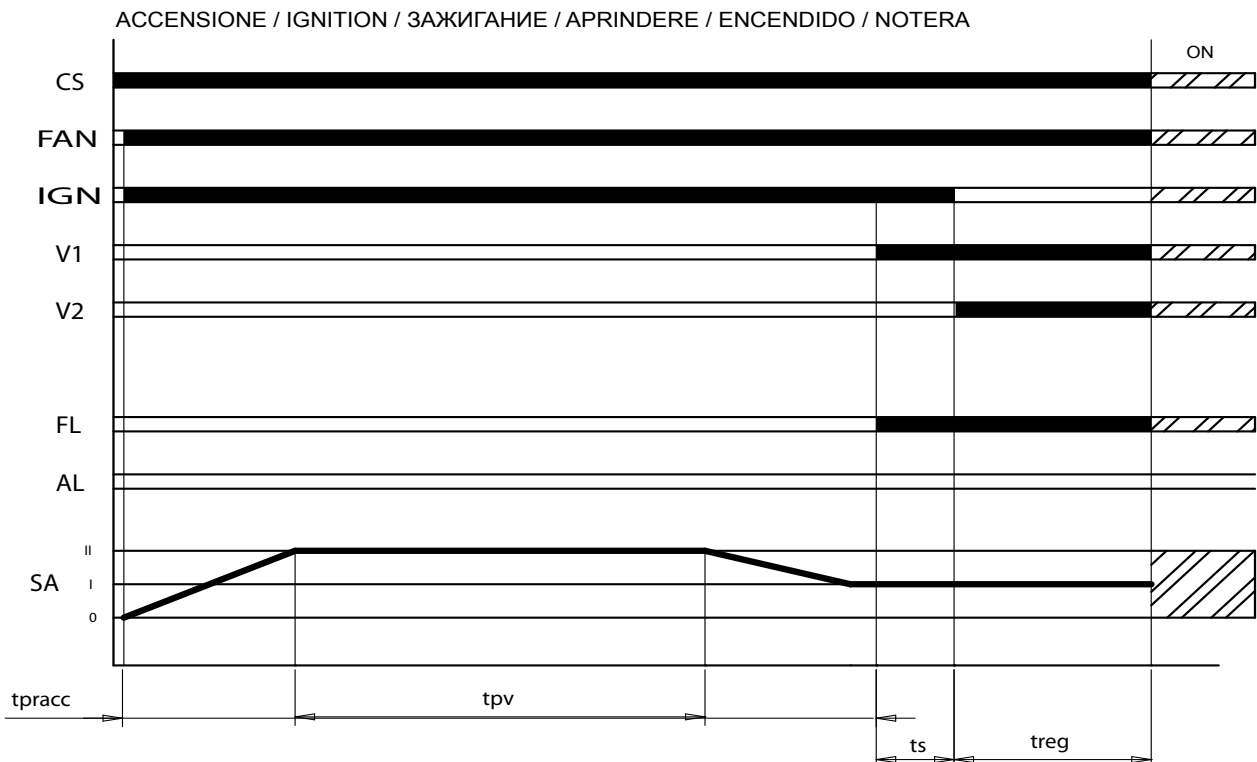 ACCENSIONE / IGNITION / ЗАЖИГАНИЕ / APRINDERE / ENCENDIDO / NOTERA
ON
CS
FAN
IGN
V1
V2
FL
AL
II
SA I
0
tpracc
tpv
ts
treg